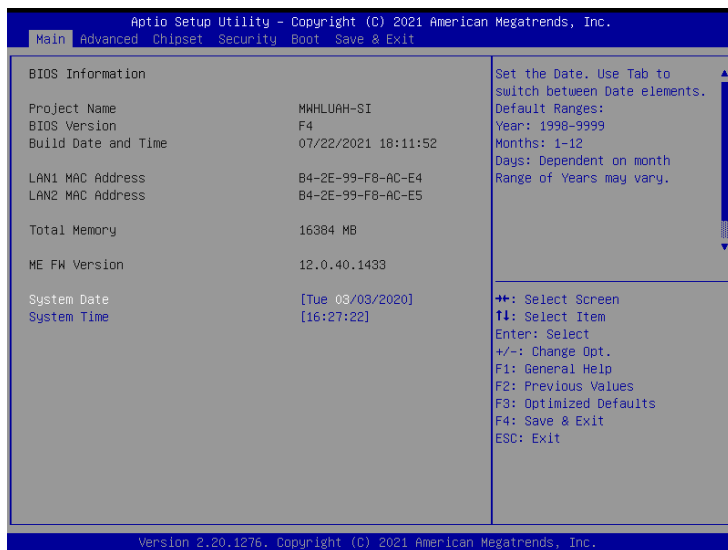 Aptio Setup Utility – Copyright (C) 2021 American Megatrends, Inc.
Main Advanced Chipset Security Boot Save & Exit
BIOS Information
Project Name MWHLUAH-SI
BIOS Version F4
Build Date and Time 07/22/2021 18:11:52
LAN1 MAC Address B4-2E-99-F8-AC-E4
LAN2 MAC Address B4-2E-99-F8-AC-E5
Total Memory 16384 MB
ME FW Version 12.0.40.1433
System Date [Tue 03/03/2020]
System Time [16:27:22]
Set the Date. Use Tab to
switch between Date elements.
Default Ranges:
Year: 1998-9999
Months: 1-12
Days: Dependent on month
Range of Years may vary.
→←: Select Screen
↑↓: Select Item
Enter: Select
+/-: Change Opt.
F1: General Help
F2: Previous Values
F3: Optimized Defaults
F4: Save & Exit
ESC: Exit
Version 2.20.1276. Copyright (C) 2021 American Megatrends, Inc.